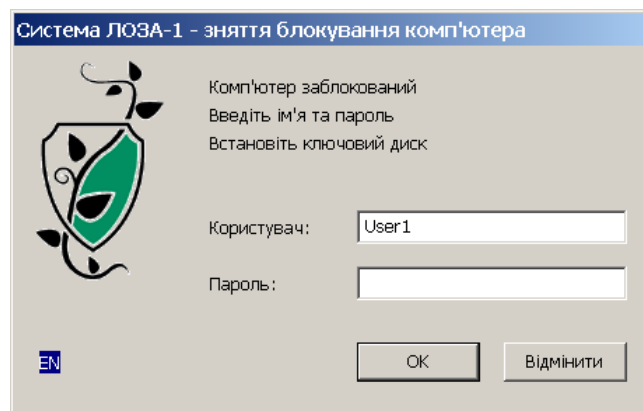 Система ЛОЗА-1 - зняття блокування комп'ютера
Комп'ютер заблокований
Введіть ім'я та пароль
Встановіть ключовий диск
Користувач: User1
Пароль:
EN OK Відмінити